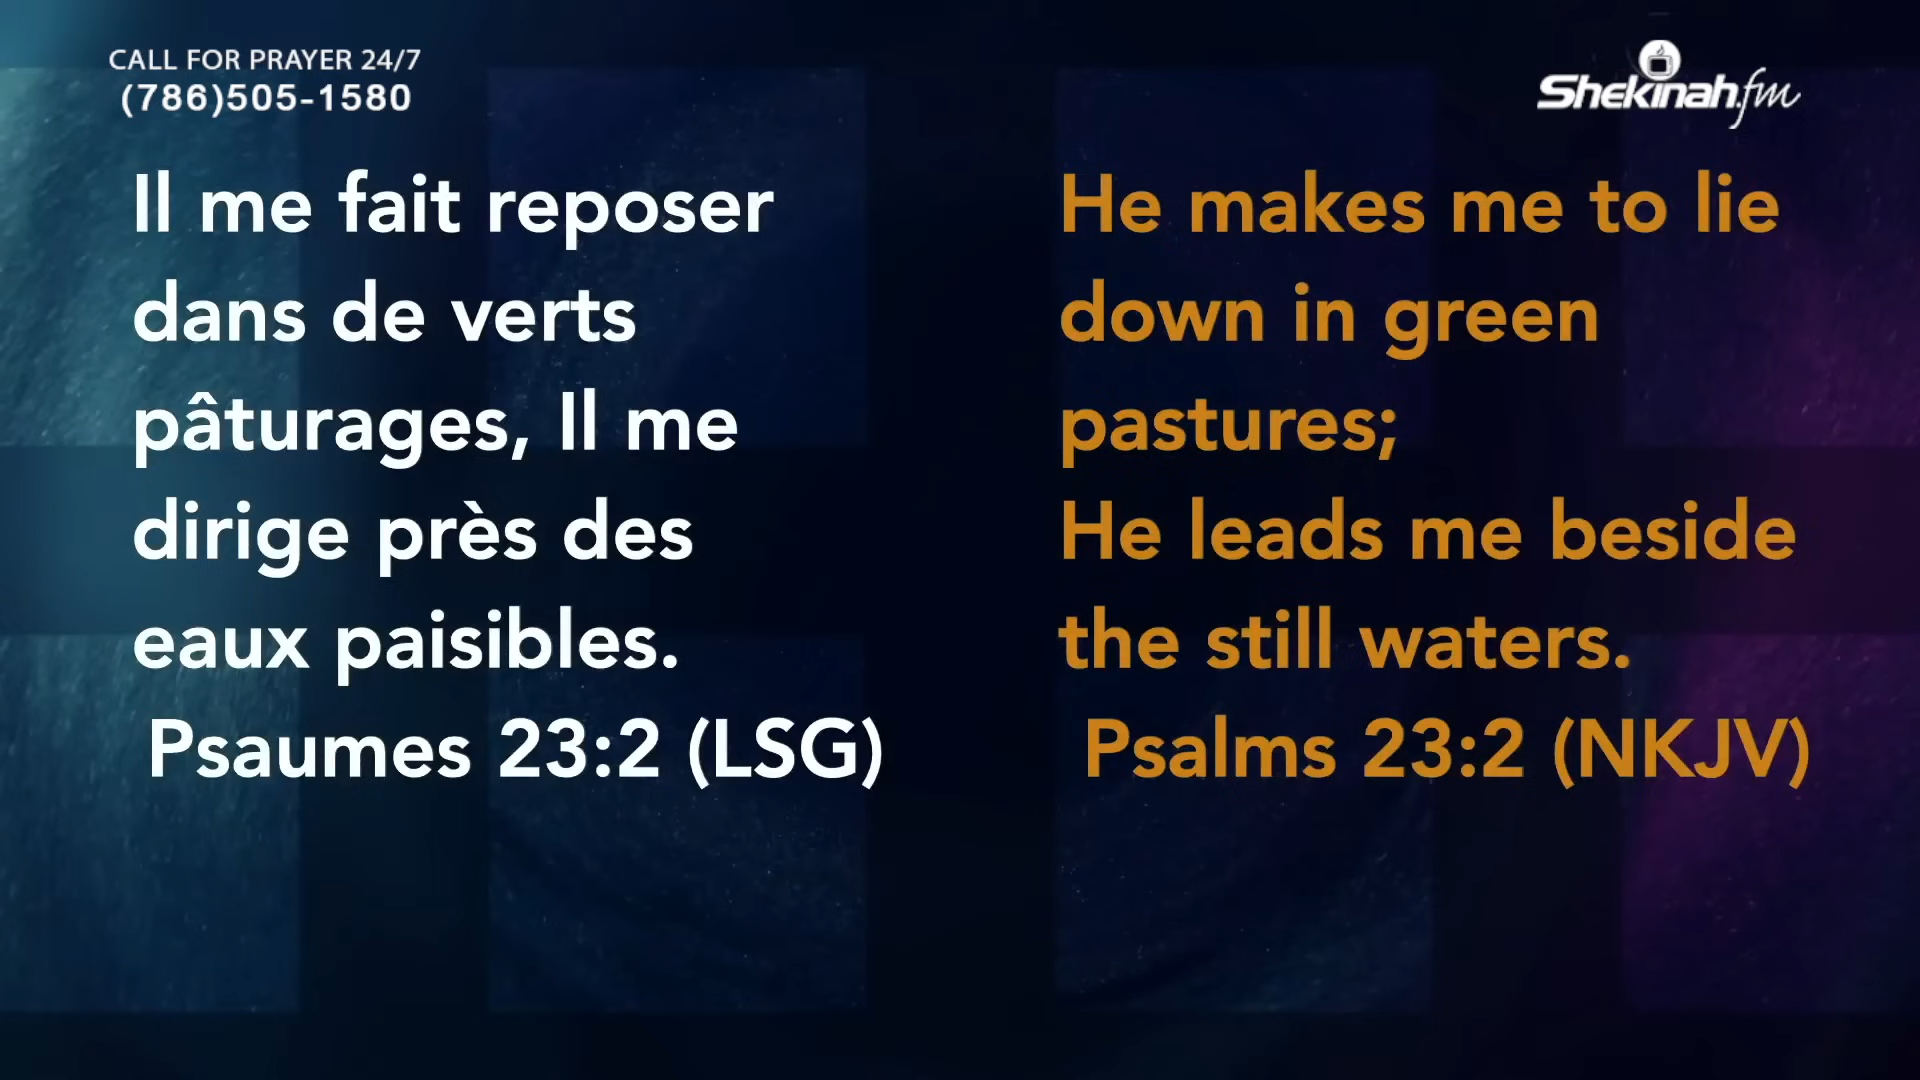 CALL FOR PRAYER 24/7
(786)505-1580
Shekinah.fm
Il me fait reposer
dans de verts
pâturages, Il me
dirige près des
eaux paisibles.
Psaumes 23:2 (LSG)
He makes me to lie
down in green
pastures;
He leads me beside
the still waters.
Psalms 23:2 (NKJV)